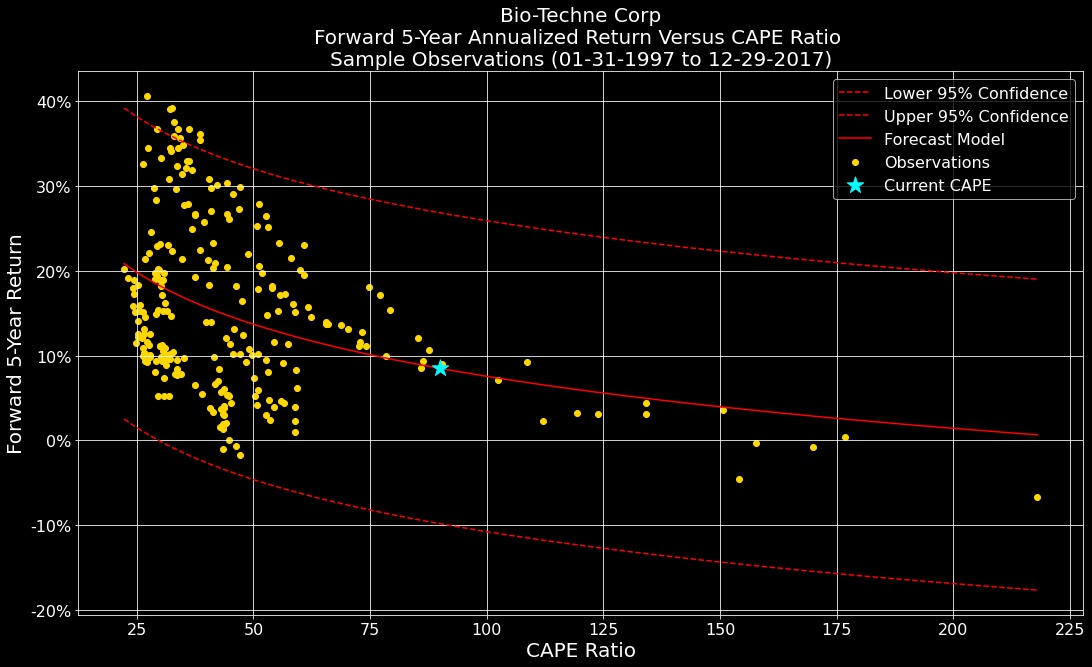 Bio-Techne Corp
Forward 5-Year Annualized Return Versus CAPE Ratio
Sample Observations (01-31-1997 to 12-29-2017)
Lower 95% Confidence
Upper 95% Confidence
Forecast Model
Observations
Current CAPE
Forward 5-Year Return
40%
30%
20%
10%
0%
-10%
-20%
25 50 75 100 125 150 175 200 225
CAPE Ratio